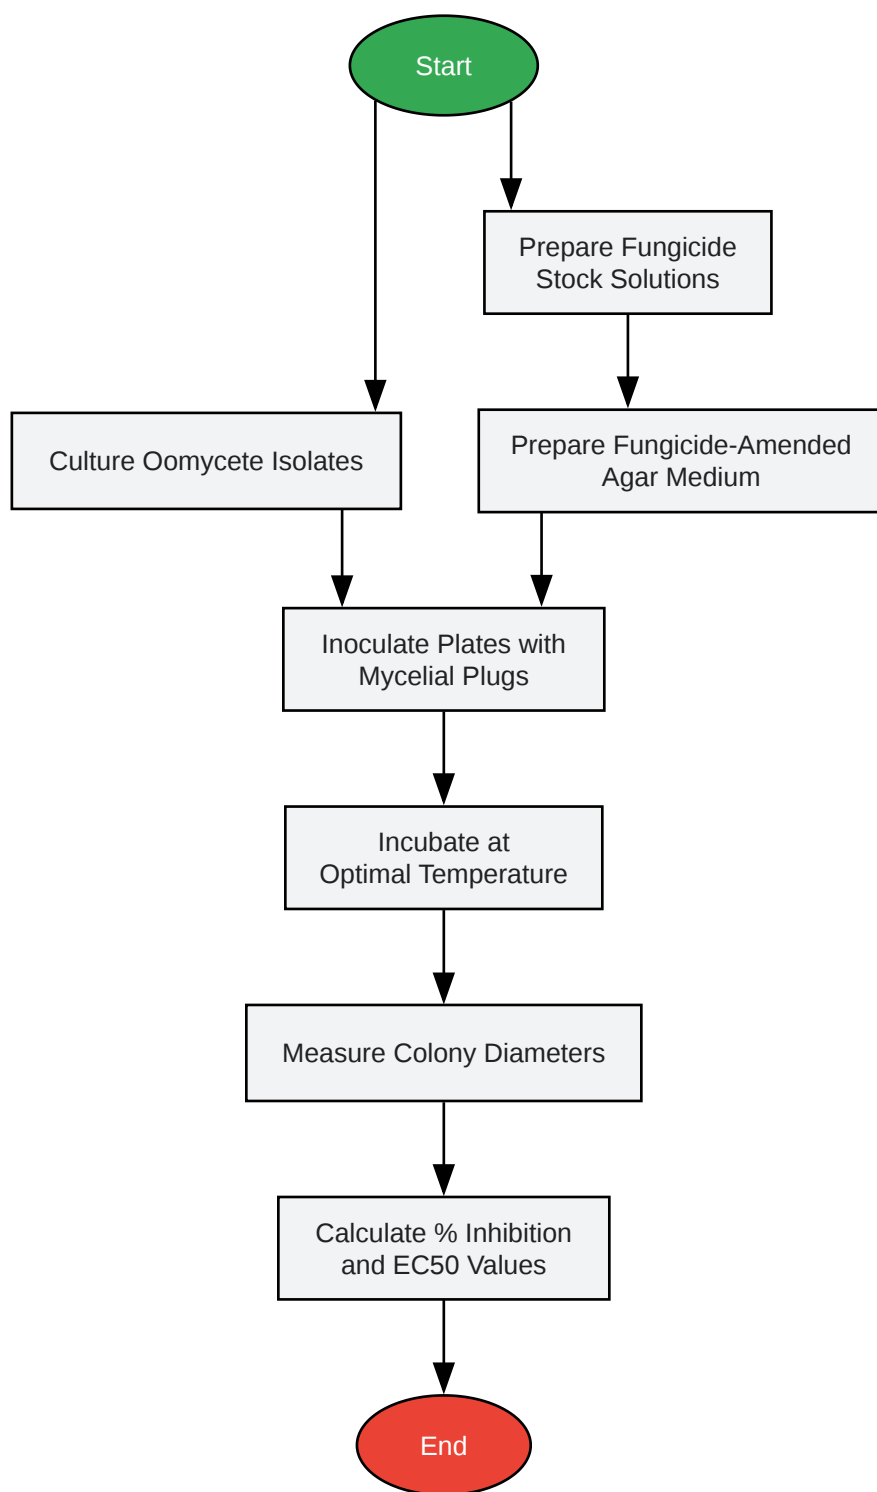 Start
Prepare Fungicide
Stock Solutions
Culture Oomycete Isolates
Prepare Fungicide-Amended
Agar Medium
Inoculate Plates with
Mycelial Plugs
Incubate at
Optimal Temperature
Measure Colony Diameters
Calculate % Inhibition
and EC50 Values
End